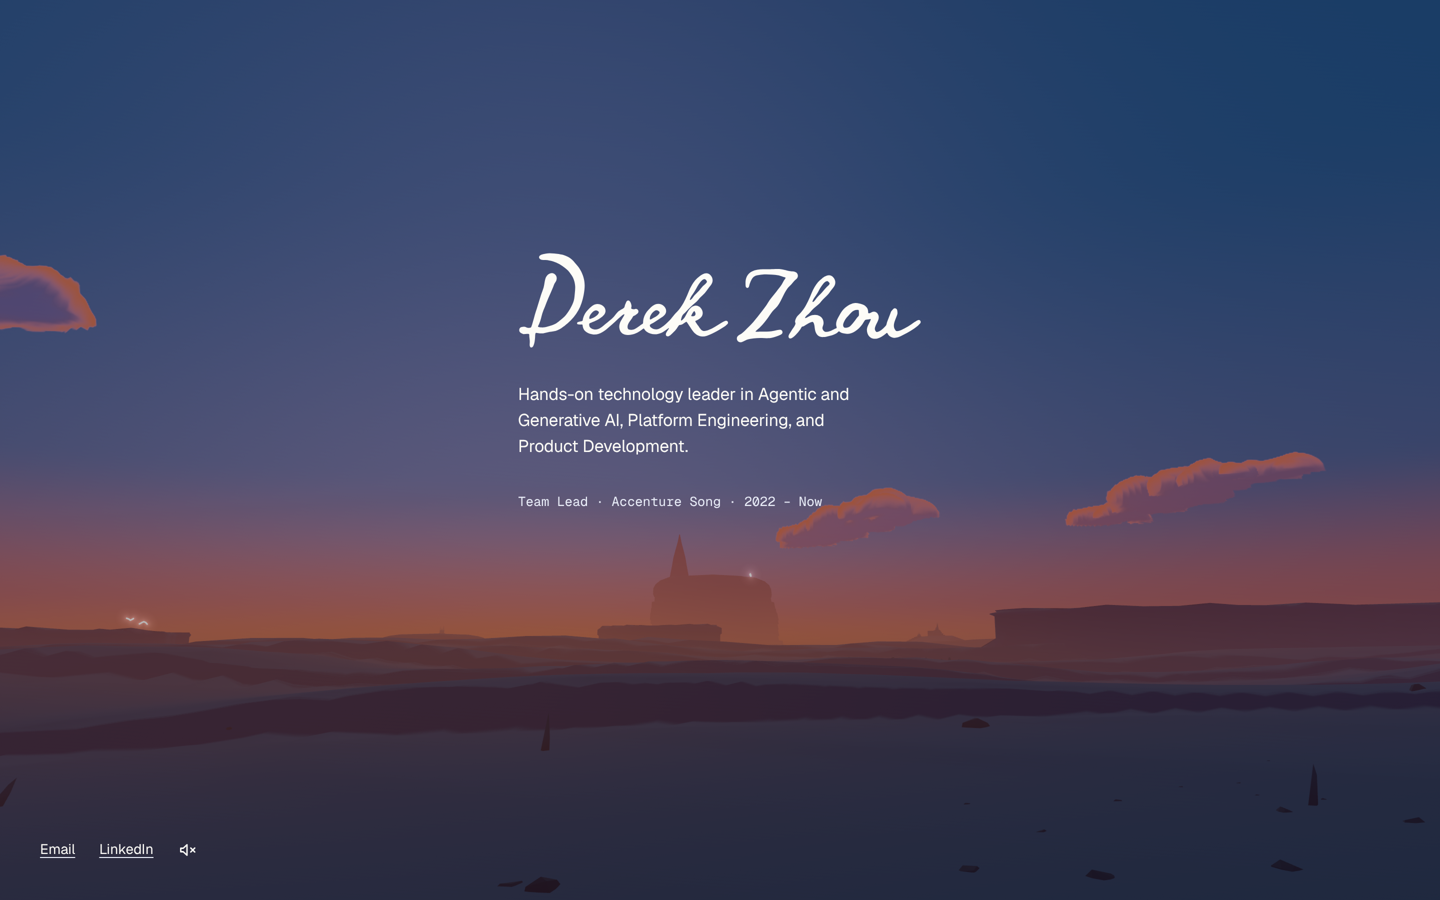 Derek Zhou
Hands-on technology leader in Agentic and
Generative AI, Platform Engineering, and
Product Development.
Team Lead · Accenture Song · 2022 – Now
Email LinkedIn